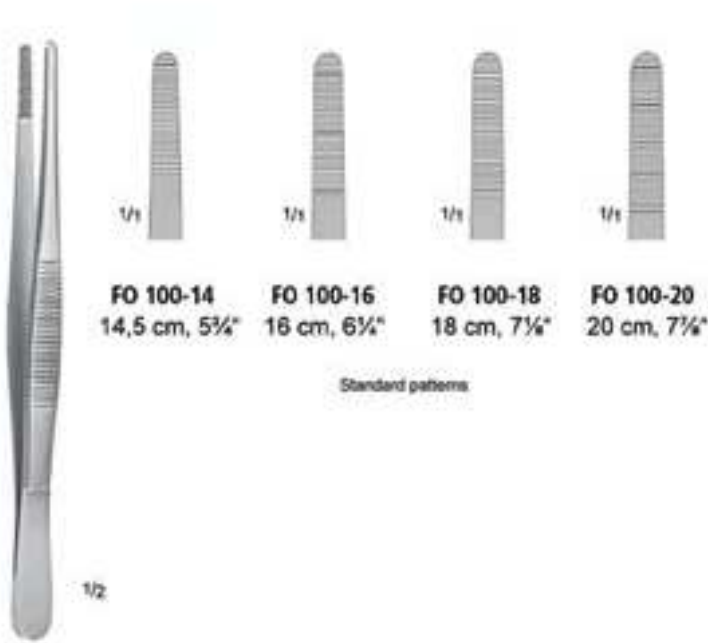 1/1 1/1 1/1 1/1
FO 100-14 FO 100-16 FO 100-18 FO 100-20
14,5 cm, 5¾" 16 cm, 6¼" 18 cm, 7⅛" 20 cm, 7⅞"
Standard patterns
1/2